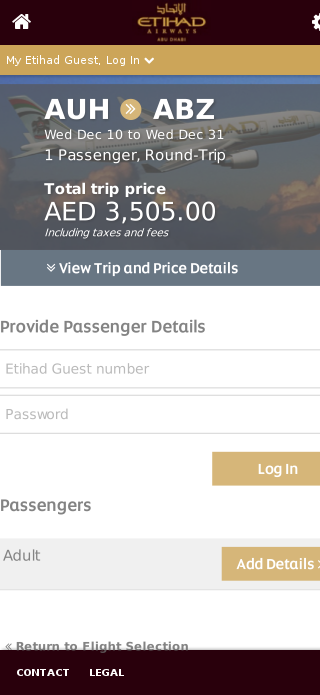 الإتحاد
ETIHAD
AIRWAYS
ABU DHABI
My Etihad Guest, Log In
AUH » ABZ
Wed Dec 10 to Wed Dec 31
1 Passenger, Round-Trip
Total trip price
AED 3,505.00
Including taxes and fees
View Trip and Price Details
Provide Passenger Details
Etihad Guest number
Password
Log In
Passengers
Adult
Add Details
« Return to Flight Selection
CONTACT LEGAL